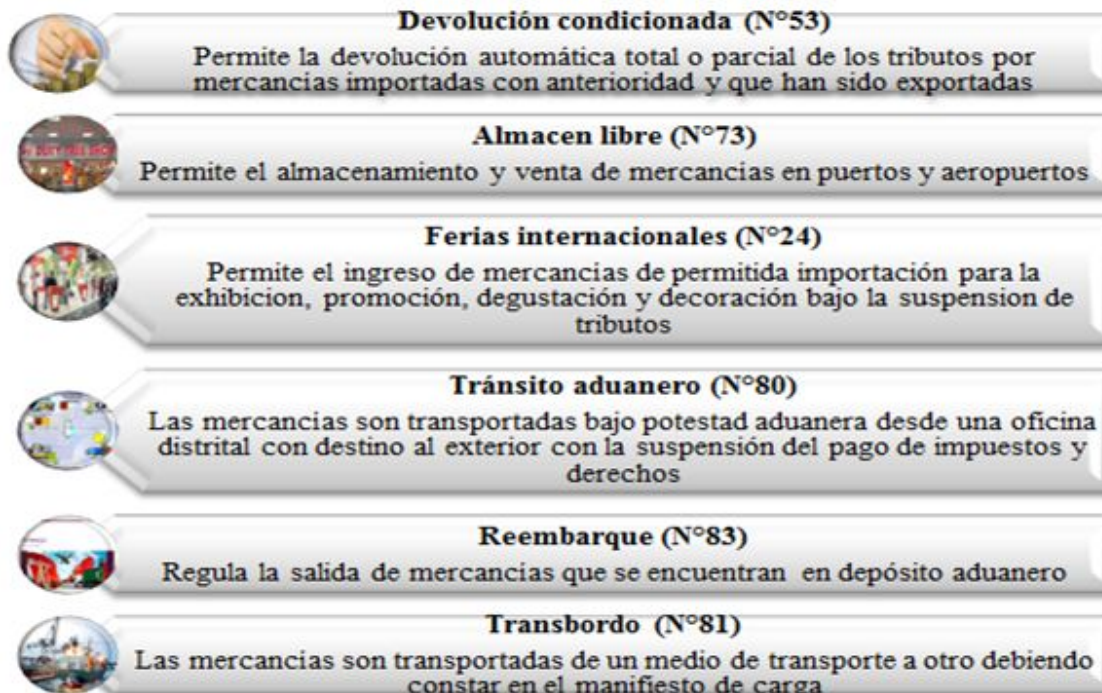 Devolución condicionada (N°53)
Permite la devolución automática total o parcial de los tributos por
mercancias importadas con anterioridad y que han sido exportadas
Almacen libre (N°73)
Permite el almacenamiento y venta de mercancias en puertos y aeropuertos
Ferias internacionales (N°24)
Permite el ingreso de mercancias de permitida importación para la
exhibicion, promoción, degustación y decoración bajo la suspension de
tributos
Tránsito aduanero (N°80)
Las mercancias son transportadas bajo potestad aduanera desde una oficina
distrital con destino al exterior con la suspensión del pago de impuestos y
derechos
Reembarque (N°83)
Regula la salida de mercancias que se encuentran en depósito aduanero
Transbordo (N°81)
Las mercancias son transportadas de un medio de transporte a otro debiendo
constar en el manifiesto de carga